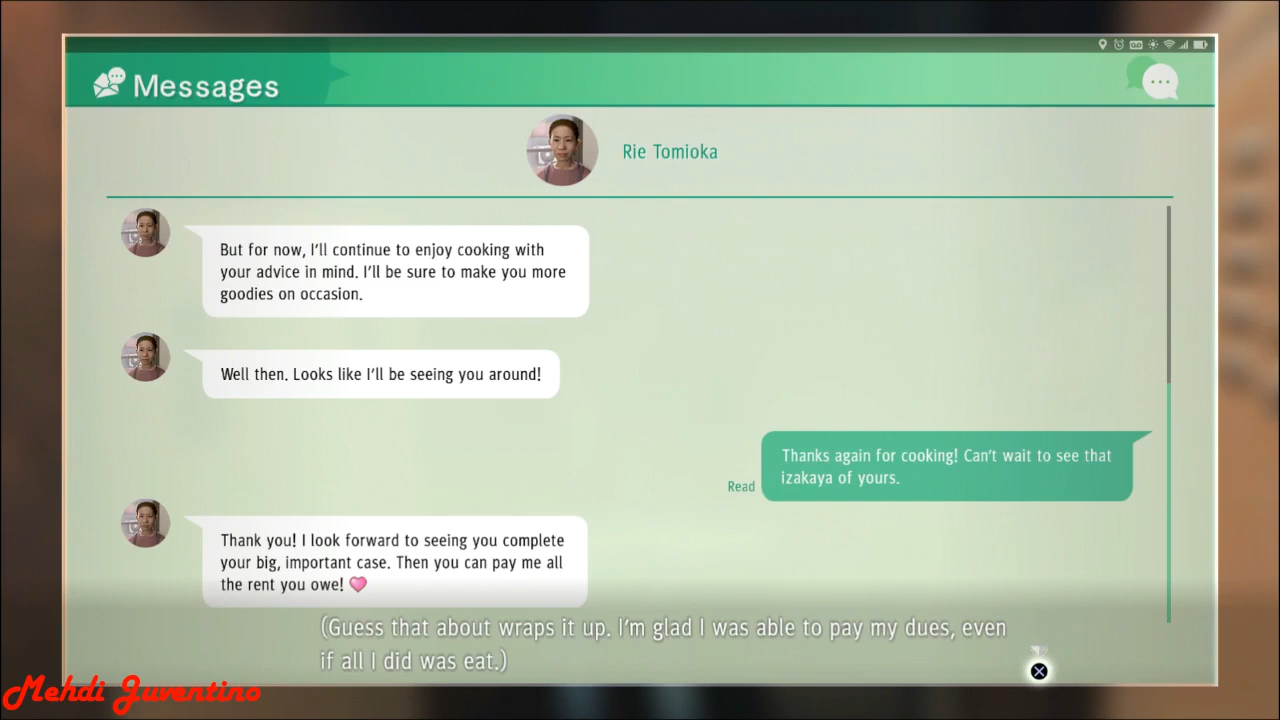 Messages
Rie Tomioka
But for now, I'll continue to enjoy cooking with
your advice in mind. I'll be sure to make you more
goodies on occasion.
Well then. Looks like I'll be seeing you around!
Thanks again for cooking! Can't wait to see that
izakaya of yours.
Read
Thank you! I look forward to seeing you complete
your big, important case. Then you can pay me all
the rent you owe!
(Guess that about wraps it up. I'm glad I was able to pay my dues, even
if all I did was eat.)
Mehdi Juventino